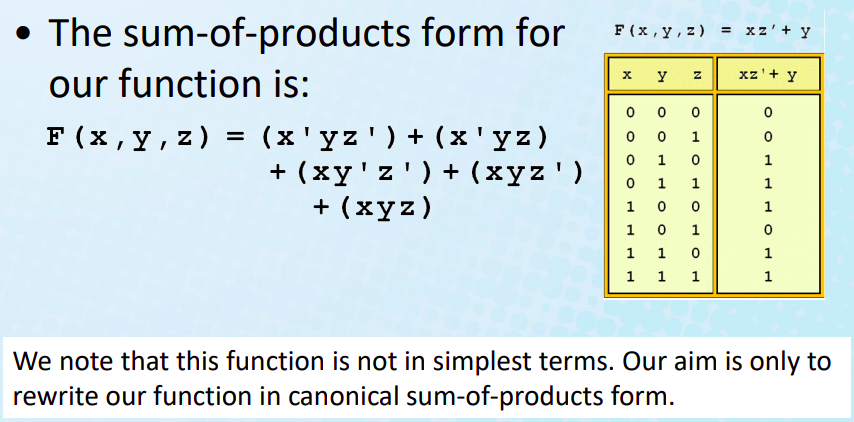 • The sum-of-products form for
our function is:
F(x,y,z) = (x'yz')+(x'yz)
+(xy'z')+(xyz')
+(xyz)
F(x,y,z) = xz'+ y
x y z xz'+ y
0 0 0 0
0 0 1 0
0 1 0 1
0 1 1 1
1 0 0 1
1 0 1 0
1 1 0 1
1 1 1 1
We note that this function is not in simplest terms. Our aim is only to
rewrite our function in canonical sum-of-products form.